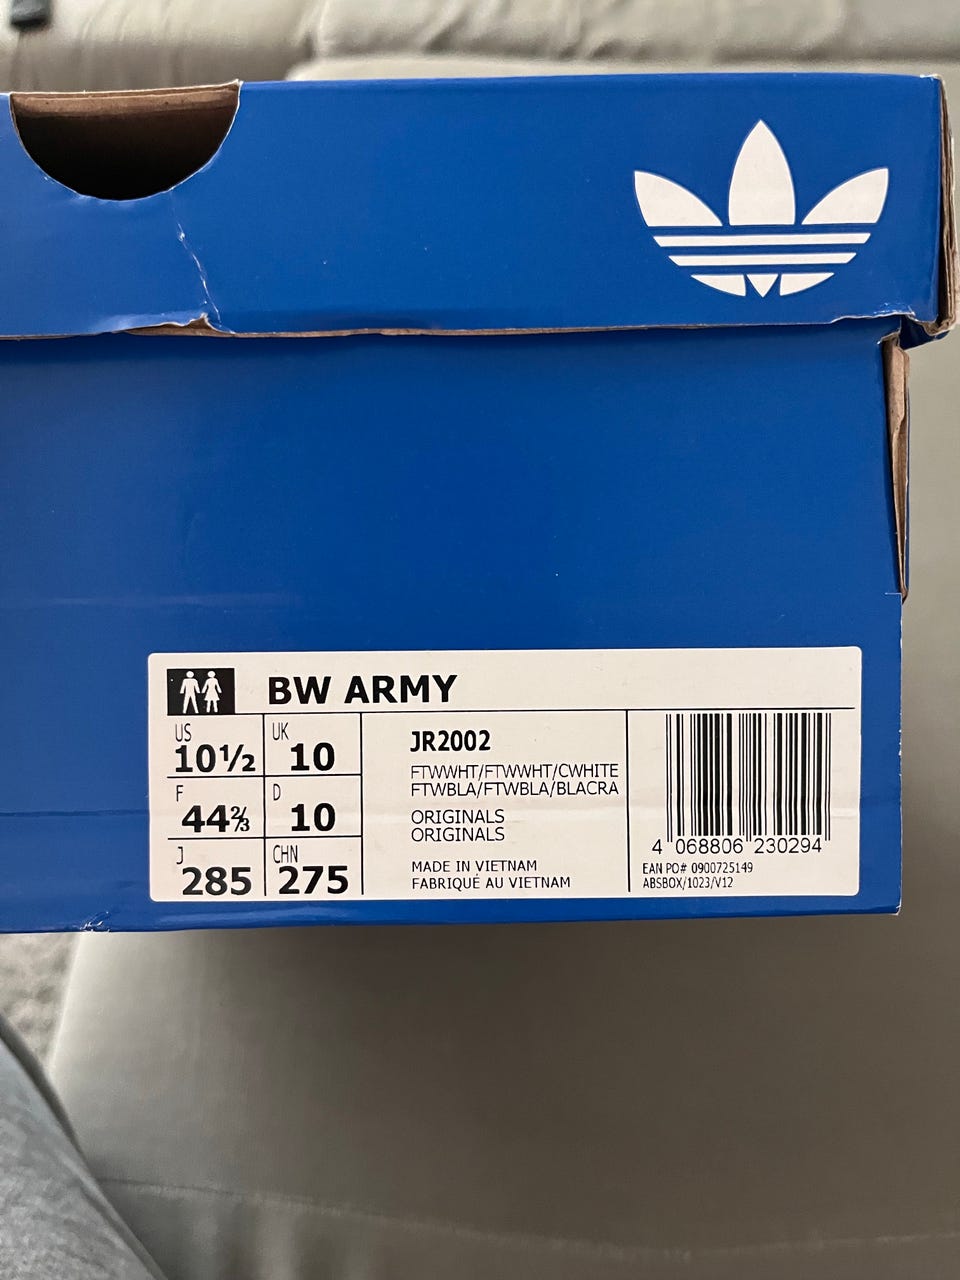 BW ARMY
US
10½
UK
10
F
44⅔
D
10
J
285
CHN
275
JR2002
FTWWHT/FTWWHT/CWHITE
FTWBLA/FTWBLA/BLACRA
ORIGINALS
ORIGINALS
MADE IN VIETNAM
FABRIQUÉ AU VIETNAM
4 068806 230294
EAN PO# 0900725149
ABSBOX/1023/V12